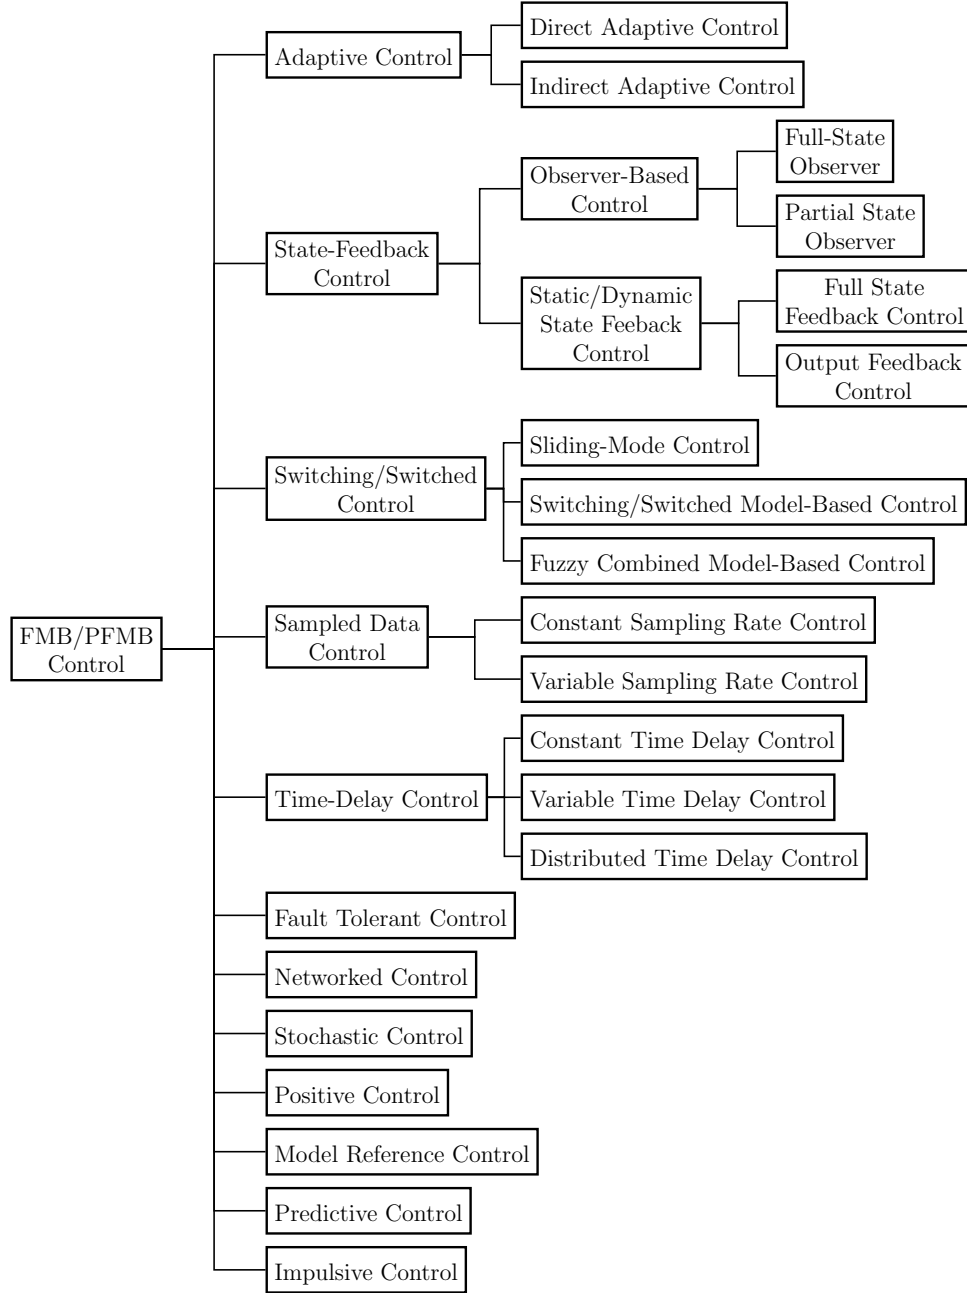 Direct Adaptive Control
Adaptive Control
Indirect Adaptive Control
Full-State
Observer
Observer-Based
Control
Partial State
Observer
State-Feedback
Control
Full State
Feedback Control
Static/Dynamic
State Feeback
Control
Output Feedback
Control
Sliding-Mode Control
Switching/Switched
Control
Switching/Switched Model-Based Control
Fuzzy Combined Model-Based Control
FMB/PFMB
Control
Sampled Data
Control
Constant Sampling Rate Control
Variable Sampling Rate Control
Constant Time Delay Control
Time-Delay Control
Variable Time Delay Control
Distributed Time Delay Control
Fault Tolerant Control
Networked Control
Stochastic Control
Positive Control
Model Reference Control
Predictive Control
Impulsive Control